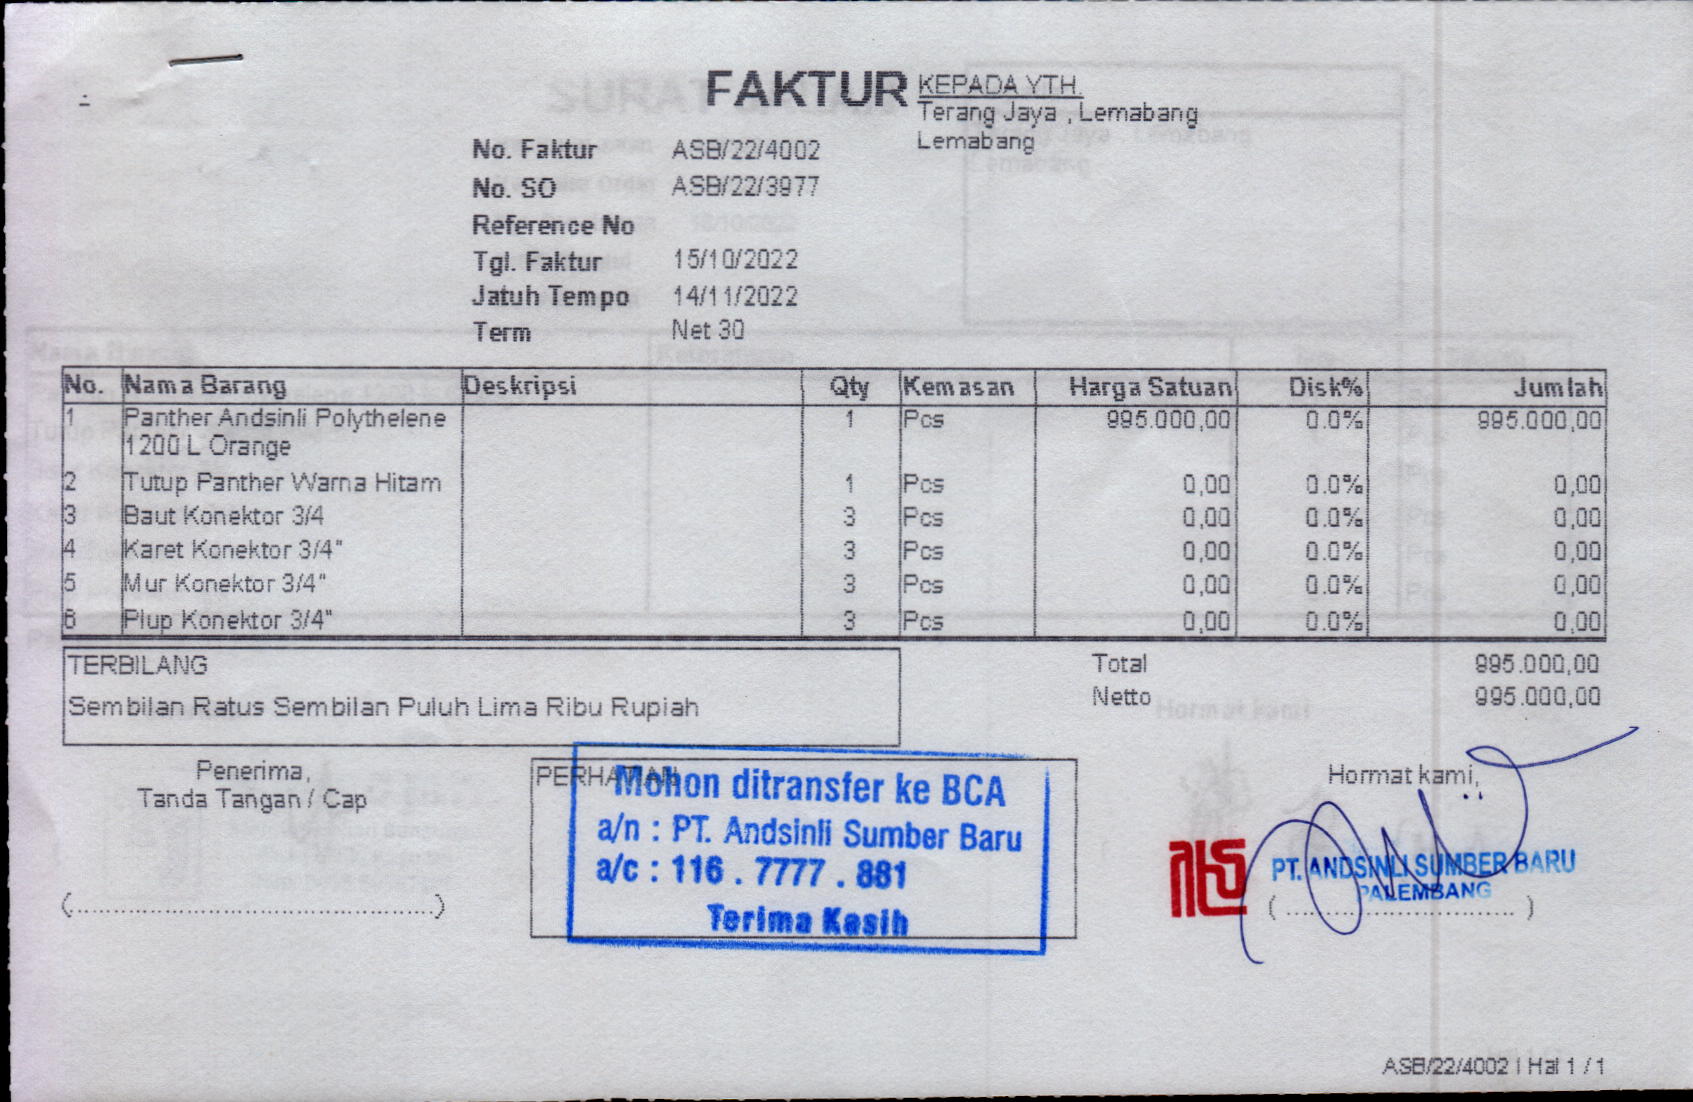 FAKTUR
KEPADA YTH.
Terang Jaya , Lemabang
Lemabang
No. Faktur ASB/22/4002
No. SO ASB/22/3977
Reference No
Tgl. Faktur 15/10/2022
Jatuh Tempo 14/11/2022
Term Net 30
No. Nama Barang Deskripsi Qty Kemasan Harga Satuan Disk% Jumlah
1 Panther Andsinli Polythelene 1 Pcs 995.000,00 0.0% 995.000,00
1200 L Orange
2 Tutup Panther Warna Hitam 1 Pcs 0,00 0.0% 0,00
3 Baut Konektor 3/4 3 Pcs 0,00 0.0% 0,00
4 Karet Konektor 3/4" 3 Pcs 0,00 0.0% 0,00
5 Mur Konektor 3/4" 3 Pcs 0,00 0.0% 0,00
6 Plup Konektor 3/4" 3 Pcs 0,00 0.0% 0,00
TERBILANG
Sembilan Ratus Sembilan Puluh Lima Ribu Rupiah
Total 995.000,00
Netto 995.000,00
Penerima,
Tanda Tangan / Cap
PERHATIAN
Mohon ditransfer ke BCA
a/n : PT. Andsinli Sumber Baru
a/c : 116 . 7777 . 881
Terima Kasih
Hormat kami,
PT. ANDSINLI SUMBER BARU
PALEMBANG
ASB/22/4002 | Hal 1 / 1